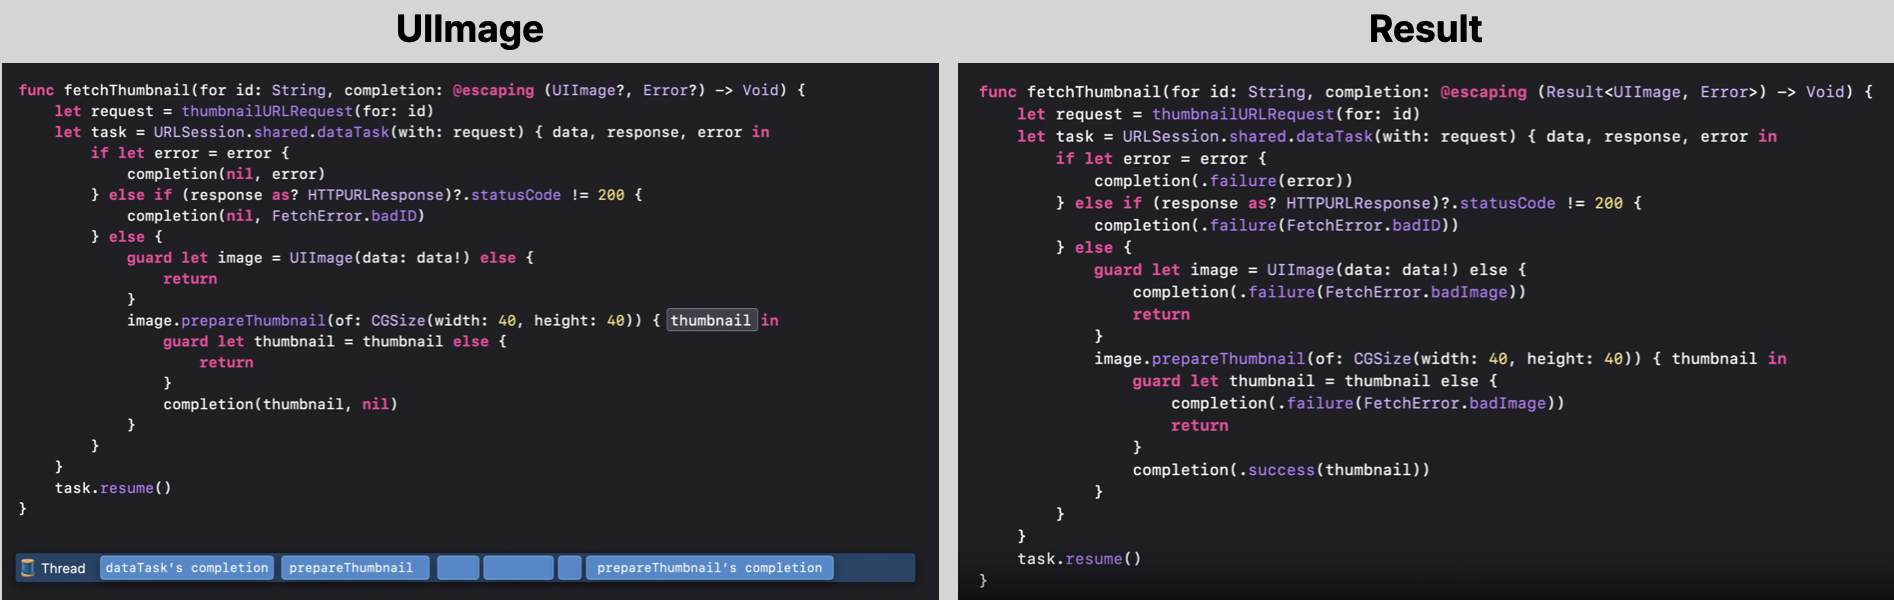 UIImage
func fetchThumbnail(for id: String, completion: @escaping (UIImage?, Error?) -> Void) {
    let request = thumbnailURLRequest(for: id)
    let task = URLSession.shared.dataTask(with: request) { data, response, error in
        if let error = error {
            completion(nil, error)
        } else if (response as? HTTPURLResponse)?.statusCode != 200 {
            completion(nil, FetchError.badID)
        } else {
            guard let image = UIImage(data: data!) else {
                return
            }
            image.prepareThumbnail(of: CGSize(width: 40, height: 40)) { thumbnail in
                guard let thumbnail = thumbnail else {
                    return
                }
                completion(thumbnail, nil)
            }
        }
    }
    task.resume()
}
Thread dataTask's completion prepareThumbnail prepareThumbnail's completion
Result
func fetchThumbnail(for id: String, completion: @escaping (Result<UIImage, Error>) -> Void) {
    let request = thumbnailURLRequest(for: id)
    let task = URLSession.shared.dataTask(with: request) { data, response, error in
        if let error = error {
            completion(.failure(error))
        } else if (response as? HTTPURLResponse)?.statusCode != 200 {
            completion(.failure(FetchError.badID))
        } else {
            guard let image = UIImage(data: data!) else {
                completion(.failure(FetchError.badImage))
                return
            }
            image.prepareThumbnail(of: CGSize(width: 40, height: 40)) { thumbnail in
                guard let thumbnail = thumbnail else {
                    completion(.failure(FetchError.badImage))
                    return
                }
                completion(.success(thumbnail))
            }
        }
    }
    task.resume()
}